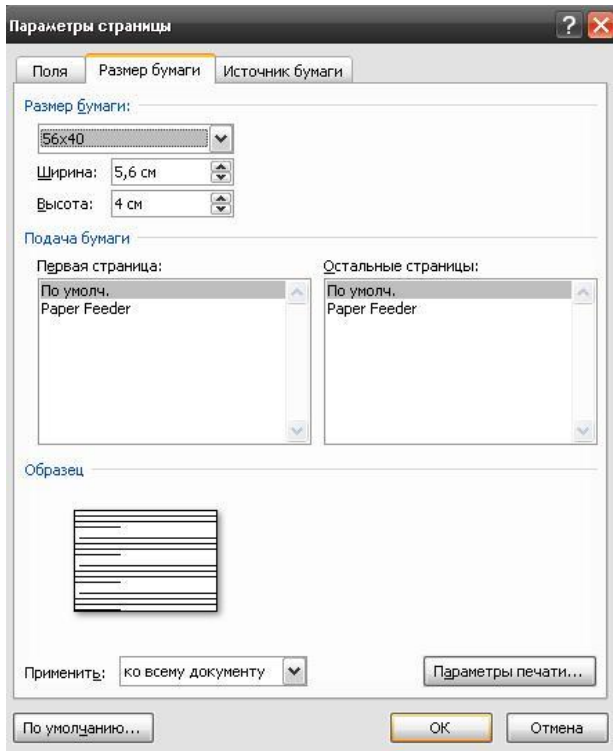 Параметры страницы
Поля Размер бумаги Источник бумаги
Размер бумаги:
56x40
Ширина: 5,6 см
Высота: 4 см
Подача бумаги
Первая страница: Остальные страницы:
По умолч. По умолч.
Paper Feeder Paper Feeder
Образец
Применить: ко всему документу Параметры печати...
По умолчанию... ОК Отмена